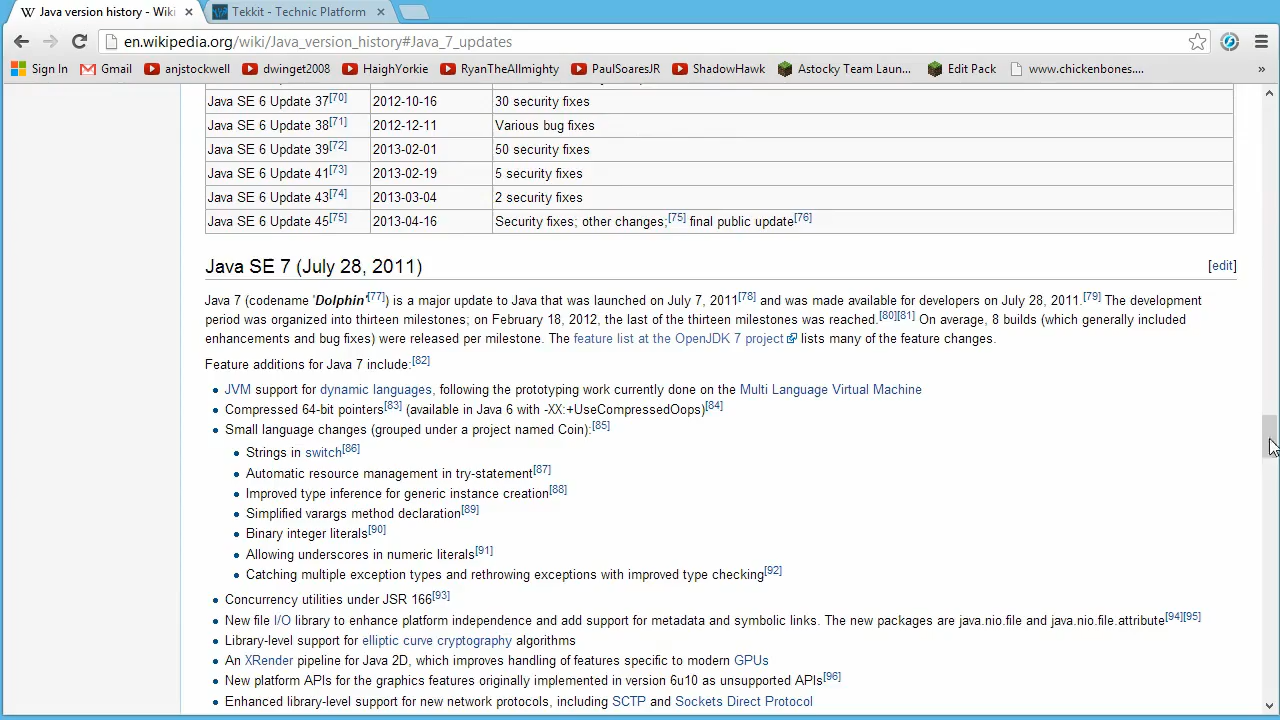 Java version history - Wiki
Tekkit - Technic Platform
en.wikipedia.org/wiki/Java_version_history#Java_7_updates
Sign In Gmail anjstockwell dwinget2008 HaighYorkie RyanTheAllmighty PaulSoaresJR ShadowHawk Astocky Team Laun... Edit Pack www.chickenbones.... »
Java SE 6 Update 37[70] 2012-10-16 30 security fixes
Java SE 6 Update 38[71] 2012-12-11 Various bug fixes
Java SE 6 Update 39[72] 2013-02-01 50 security fixes
Java SE 6 Update 41[73] 2013-02-19 5 security fixes
Java SE 6 Update 43[74] 2013-03-04 2 security fixes
Java SE 6 Update 45[75] 2013-04-16 Security fixes; other changes;[75] final public update[76]
Java SE 7 (July 28, 2011) [edit]
Java 7 (codename 'Dolphin'[77]) is a major update to Java that was launched on July 7, 2011[78] and was made available for developers on July 28, 2011.[79] The development
period was organized into thirteen milestones; on February 18, 2012, the last of the thirteen milestones was reached.[80][81] On average, 8 builds (which generally included
enhancements and bug fixes) were released per milestone. The feature list at the OpenJDK 7 project lists many of the feature changes.
Feature additions for Java 7 include:[82]
JVM support for dynamic languages, following the prototyping work currently done on the Multi Language Virtual Machine
Compressed 64-bit pointers[83] (available in Java 6 with -XX:+UseCompressedOops)[84]
Small language changes (grouped under a project named Coin):[85]
Strings in switch[86]
Automatic resource management in try-statement[87]
Improved type inference for generic instance creation[88]
Simplified varargs method declaration[89]
Binary integer literals[90]
Allowing underscores in numeric literals[91]
Catching multiple exception types and rethrowing exceptions with improved type checking[92]
Concurrency utilities under JSR 166[93]
New file I/O library to enhance platform independence and add support for metadata and symbolic links. The new packages are java.nio.file and java.nio.file.attribute[94][95]
Library-level support for elliptic curve cryptography algorithms
An XRender pipeline for Java 2D, which improves handling of features specific to modern GPUs
New platform APIs for the graphics features originally implemented in version 6u10 as unsupported APIs[96]
Enhanced library-level support for new network protocols, including SCTP and Sockets Direct Protocol